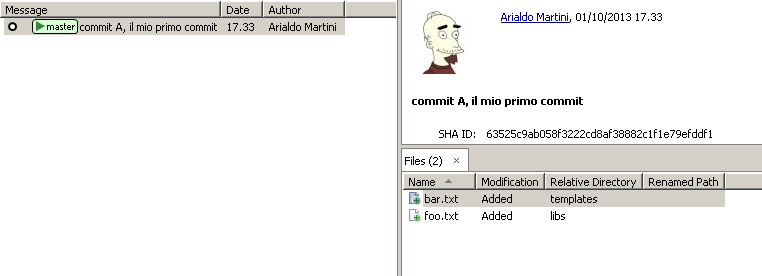 Message Date Author
master commit A, il mio primo commit 17.33 Arialdo Martini
Arialdo Martini, 01/10/2013 17.33
commit A, il mio primo commit
SHA ID: 63525c9ab058f3222cd8af38882c1f1e79efddf1
Files (2) ×
Name Modification Relative Directory Renamed Path
bar.txt Added templates
foo.txt Added libs